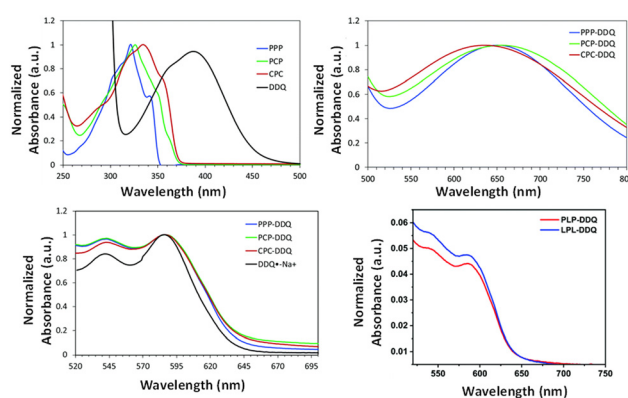 1.2
1
0.8
0.6
0.4
0.2
0
PPP
PCP
CPC
DDQ
250
300
350
400
450
500
Wavelength (nm)
Normalized
Absorbance (a.u.)
1.2
1
0.8
0.6
0.4
0.2
0
PPP-DDQ
PCP-DDQ
CPC-DDQ
500
550
600
650
700
750
800
Wavelength (nm)
Normalized
Absorbance (a.u.)
1.2
1
0.8
0.6
0.4
0.2
0
PPP-DDQ
PCP-DDQ
CPC-DDQ
DDQ•-Na+
520
545
570
595
620
645
670
695
Wavelength (nm)
Normalized
Absorbance (a.u.)
0.06
0.05
0.04
0.03
0.02
0.01
PLP-DDQ
LPL-DDQ
550
600
650
700
750
Wavelength (nm)
Normalized
Absorbance (a.u.)